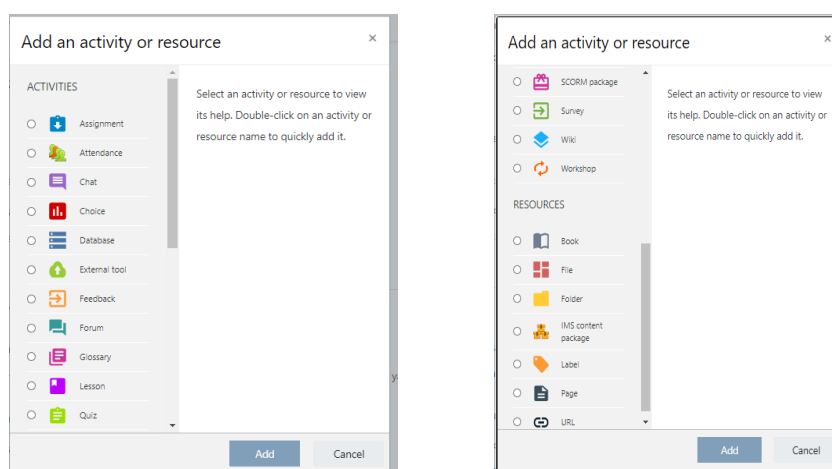 Add an activity or resource ×
ACTIVITIES
Assignment
Attendance
Chat
Choice
Database
External tool
Feedback
Forum
Glossary
Lesson
Quiz
Select an activity or resource to view
its help. Double-click on an activity or
resource name to quickly add it.
Add Cancel
Add an activity or resource ×
SCORM package
Survey
Wiki
Workshop
RESOURCES
Book
File
Folder
IMS content
package
Label
Page
URL
Select an activity or resource to view
its help. Double-click on an activity or
resource name to quickly add it.
Add Cancel